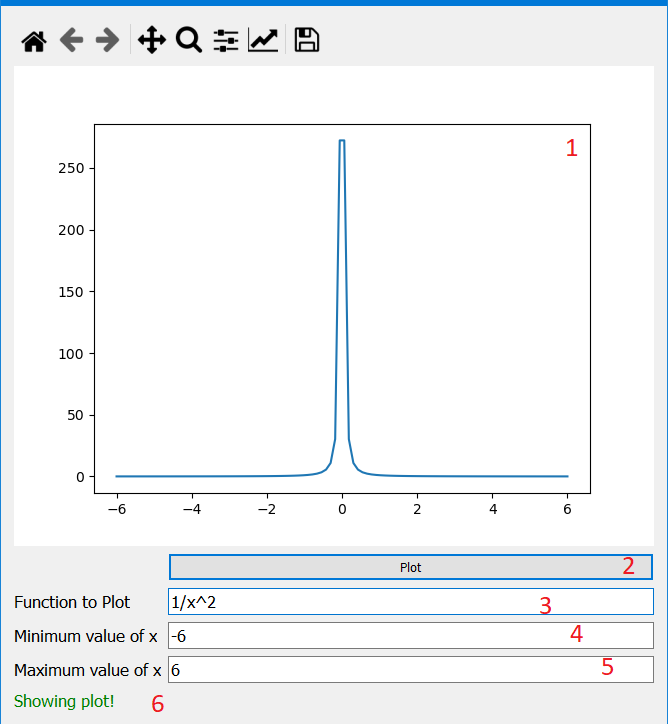 1
250
200
150
100
50
0
−6 −4 −2 0 2 4 6
Plot 2
Function to Plot 1/x^2 3
Minimum value of x -6 4
Maximum value of x 6 5
Showing plot! 6